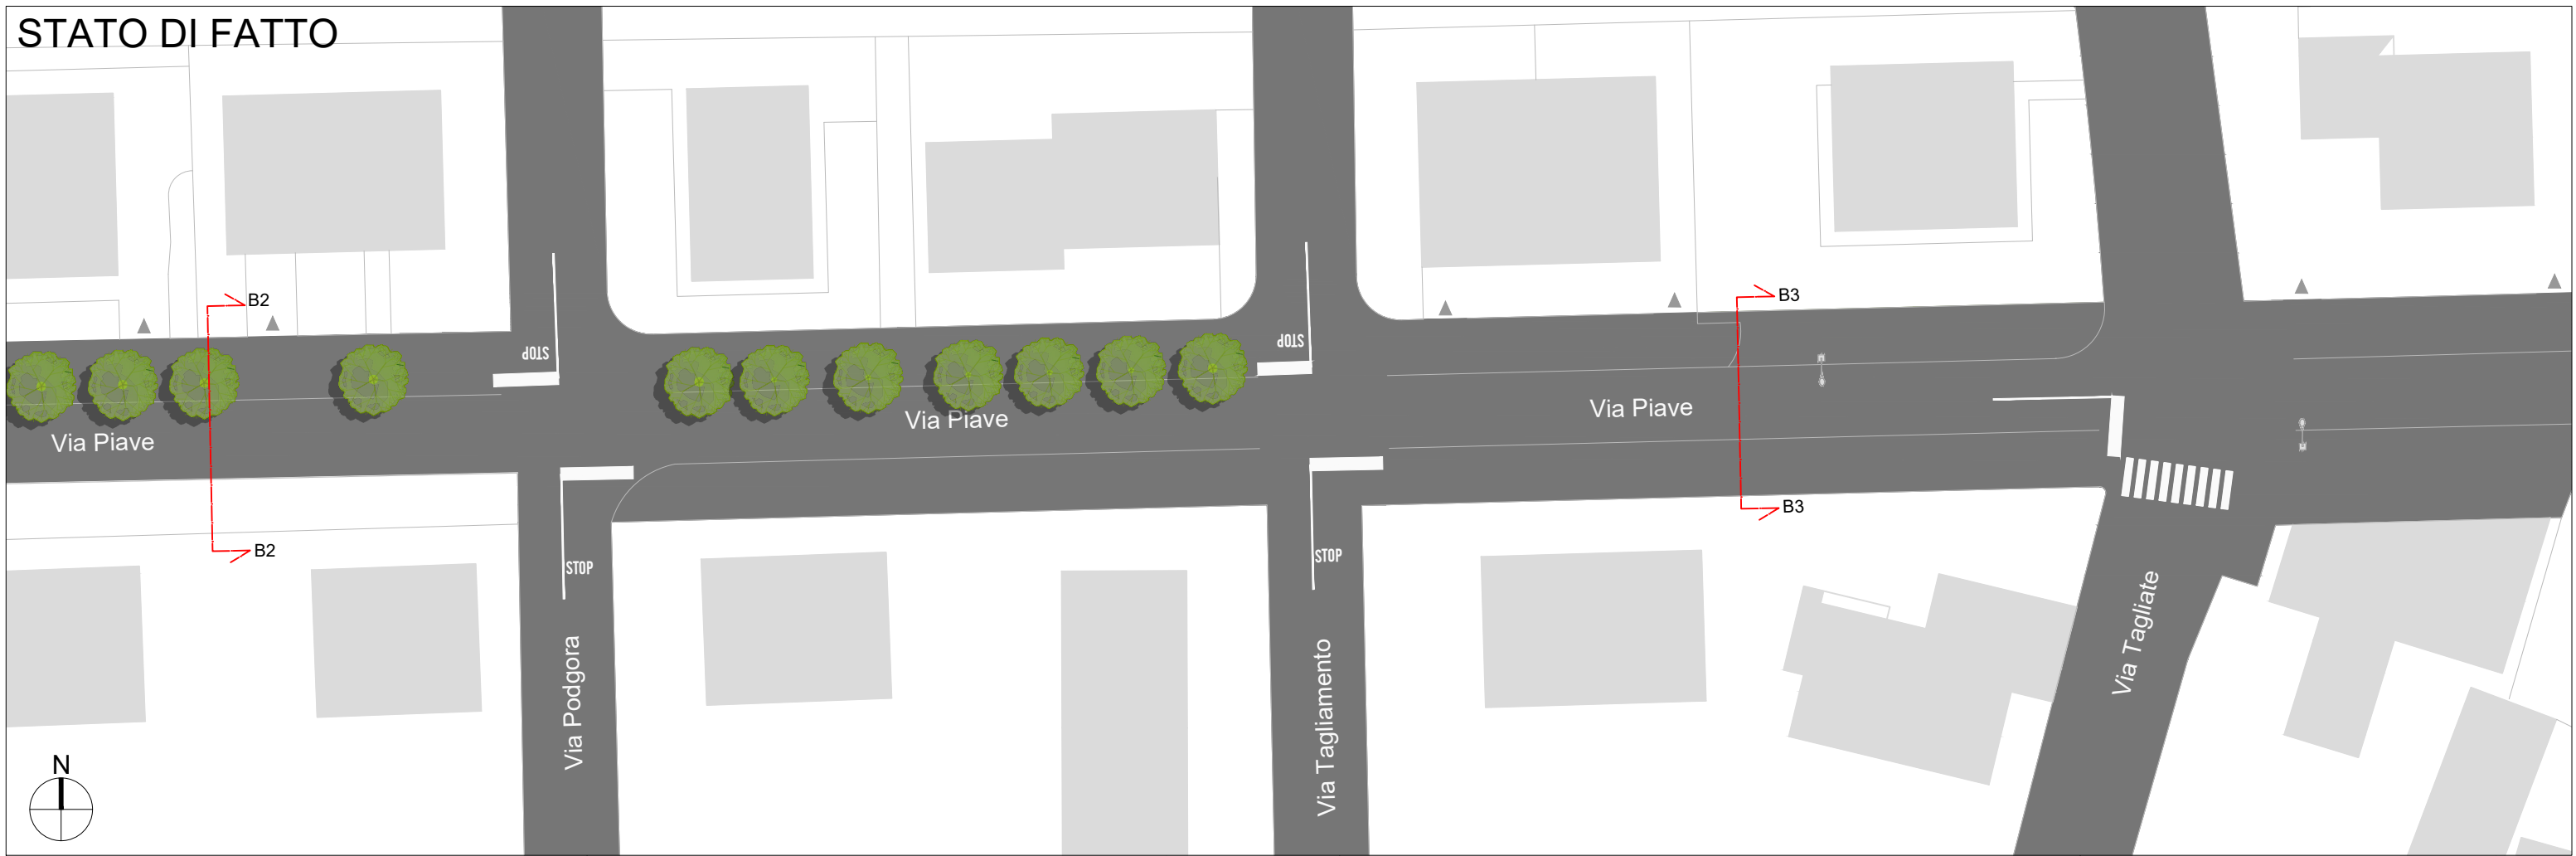 STATO DI FATTO
B2
B3
STOP
STOP
Via Piave
Via Piave
Via Piave
B3
B2
STOP
STOP
Via Podgora
Via Tagliamento
Via Tagliate
N